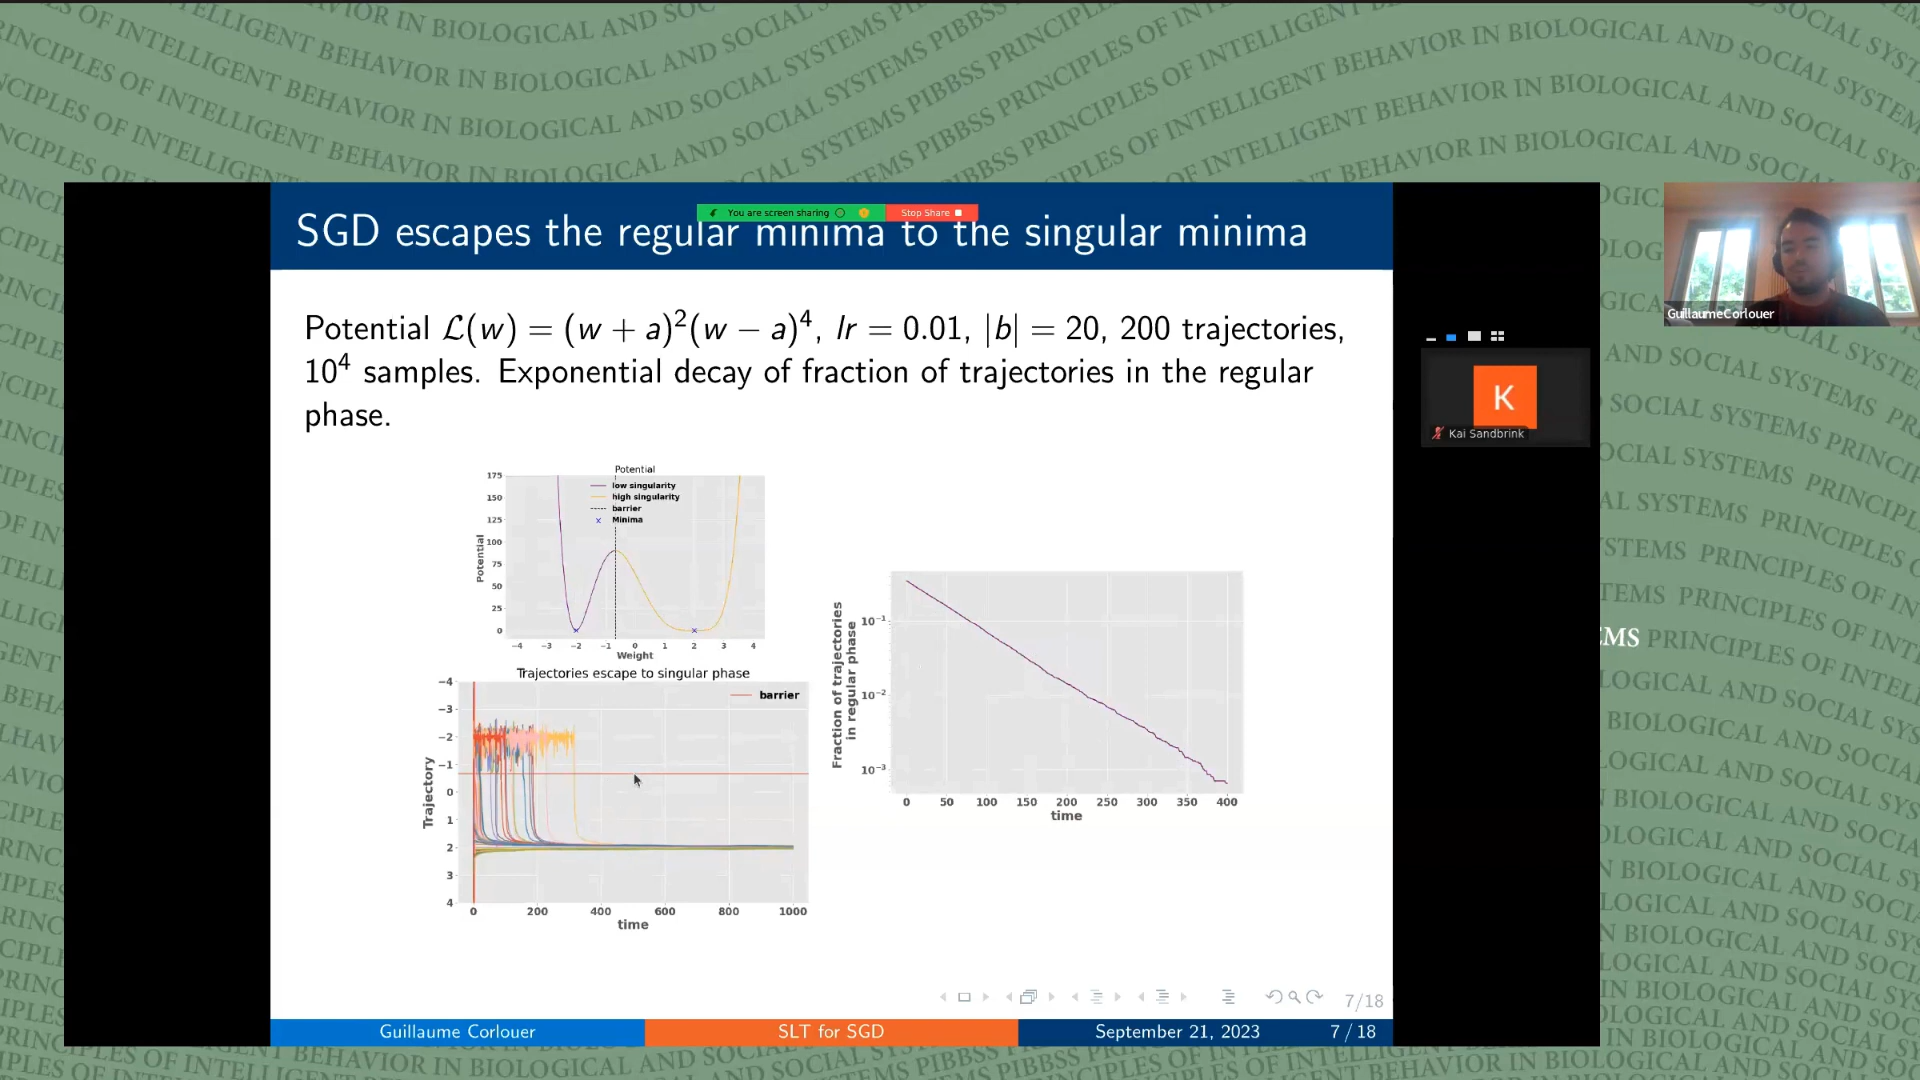 PRINCIPLES OF INTELLIGENT BEHAVIOR IN BIOLOGICAL AND SOCIAL SYSTEMS PIBBSS
You are screen sharing
Stop Share
SGD escapes the regular minima to the singular minima
GuillaumeCorlouer
Kai Sandbrink
K
Potential L(w) = (w + a)²(w − a)⁴, lr = 0.01, |b| = 20, 200 trajectories,
10⁴ samples. Exponential decay of fraction of trajectories in the regular
phase.
Potential
low singularity
high singularity
barrier
Minima
175
150
125
100
75
50
25
0
Potential
−4 −3 −2 −1 0 1 2 3 4
Weight
Trajectories escape to singular phase
barrier
−4
−3
−2
−1
0
1
2
3
4
Trajectory
0 200 400 600 800 1000
time
Fraction of trajectories
in regular phase
10⁻¹
10⁻²
10⁻³
0 50 100 150 200 250 300 350 400
time
7/18
Guillaume Corlouer
SLT for SGD
September 21, 2023
7 / 18